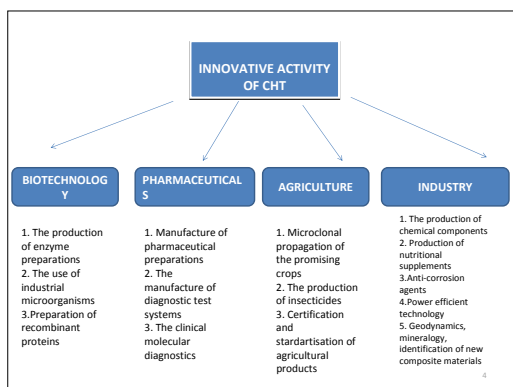 INNOVATIVE ACTIVITY
OF CHT
BIOTECHNOLOG
Y
PHARMACEUTICAL
S
AGRICULTURE
INDUSTRY
1. The production
of enzyme
preparations
2. The use of
industrial
microorganisms
3.Preparation of
recombinant
proteins
1. Manufacture of
pharmaceutical
preparations
2. The
manufacture of
diagnostic test
systems
3. The clinical
molecular
diagnostics
1. Microclonal
propagation of
the promising
crops
2. The production
of insecticides
3. Certification
and
stardartisation of
agricultural
products
1. The production of
chemical components
2. Production of
nutritional
supplements
3.Anti-corrosion
agents
4.Power efficient
technology
5. Geodynamics,
mineralogy,
identification of new
composite materials
4